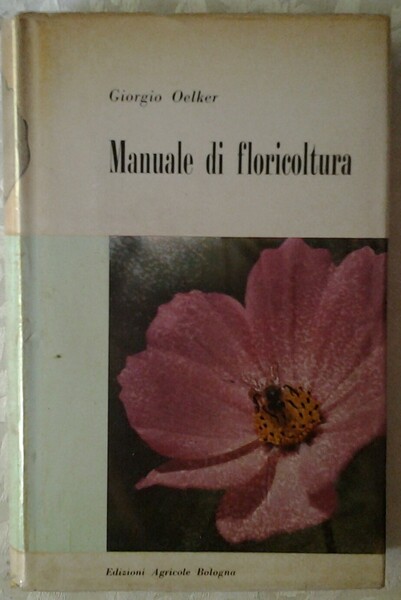 Giorgio Oelker
Manuale di floricoltura
Edizioni Agricole Bologna